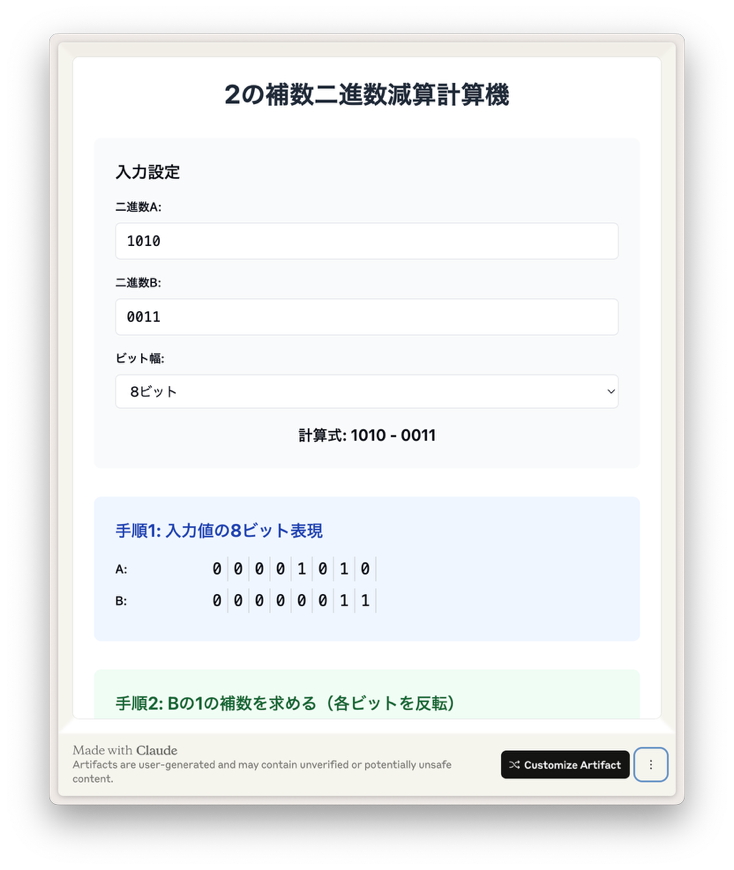 2の補数二進数減算計算機
入力設定
二進数A:
1010
二進数B:
0011
ビット幅:
8ビット
計算式: 1010 - 0011
手順1: 入力値の8ビット表現
A: 0 0 0 0 1 0 1 0
B: 0 0 0 0 0 0 1 1
手順2: Bの1の補数を求める（各ビットを反転）
Made with Claude
Artifacts are user-generated and may contain unverified or potentially unsafe
content.
Customize Artifact